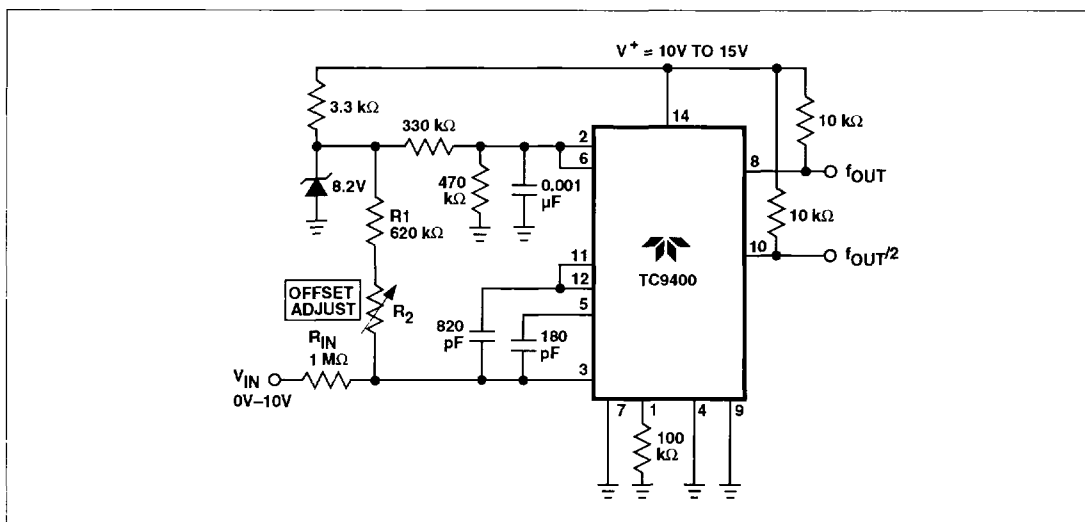 V+ = 10V TO 15V
3.3 kΩ
330 kΩ
14
10 kΩ
2
6
8
fOUT
8.2V
470
kΩ
0.001
µF
R1
620 kΩ
10 kΩ
11
12
10
fOUT/2
TC9400
OFFSET
ADJUST
R2
5
820
pF
180
pF
RIN
1 MΩ
3
VIN
0V–10V
7
1
4
9
100
kΩ